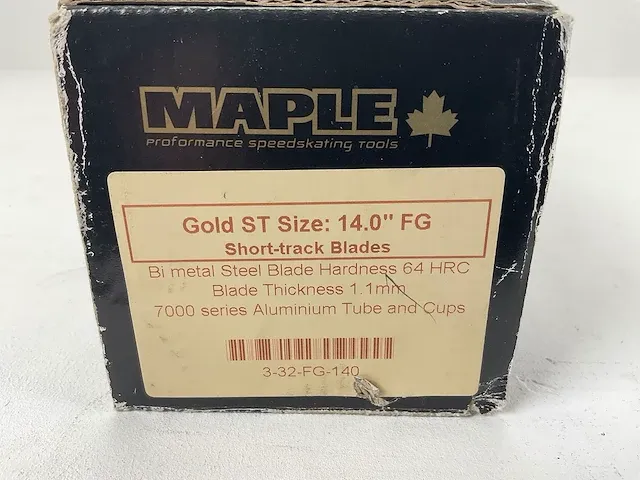 MAPLE
Proformance Speedskating Tools
Gold ST Size: 14.0" FG
Short-track Blades
Bi metal Steel Blade Hardness 64 HRC
Blade Thickness 1.1mm
7000 series Aluminium Tube and Cups
3-32-FG-140